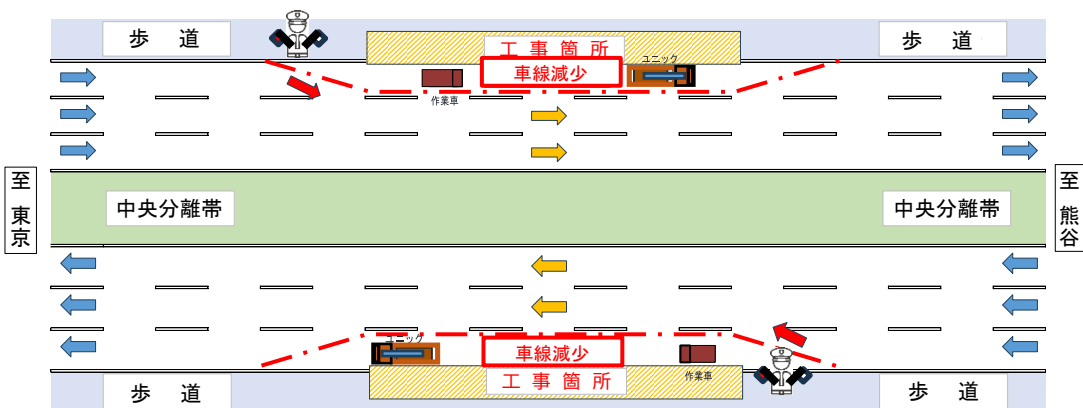 歩 道
歩 道
工 事 箇 所
ユニック
車線減少
作業車
至 東京
至 熊谷
中央分離帯
中央分離帯
ユニック
車線減少
作業車
工 事 箇 所
歩 道
歩 道